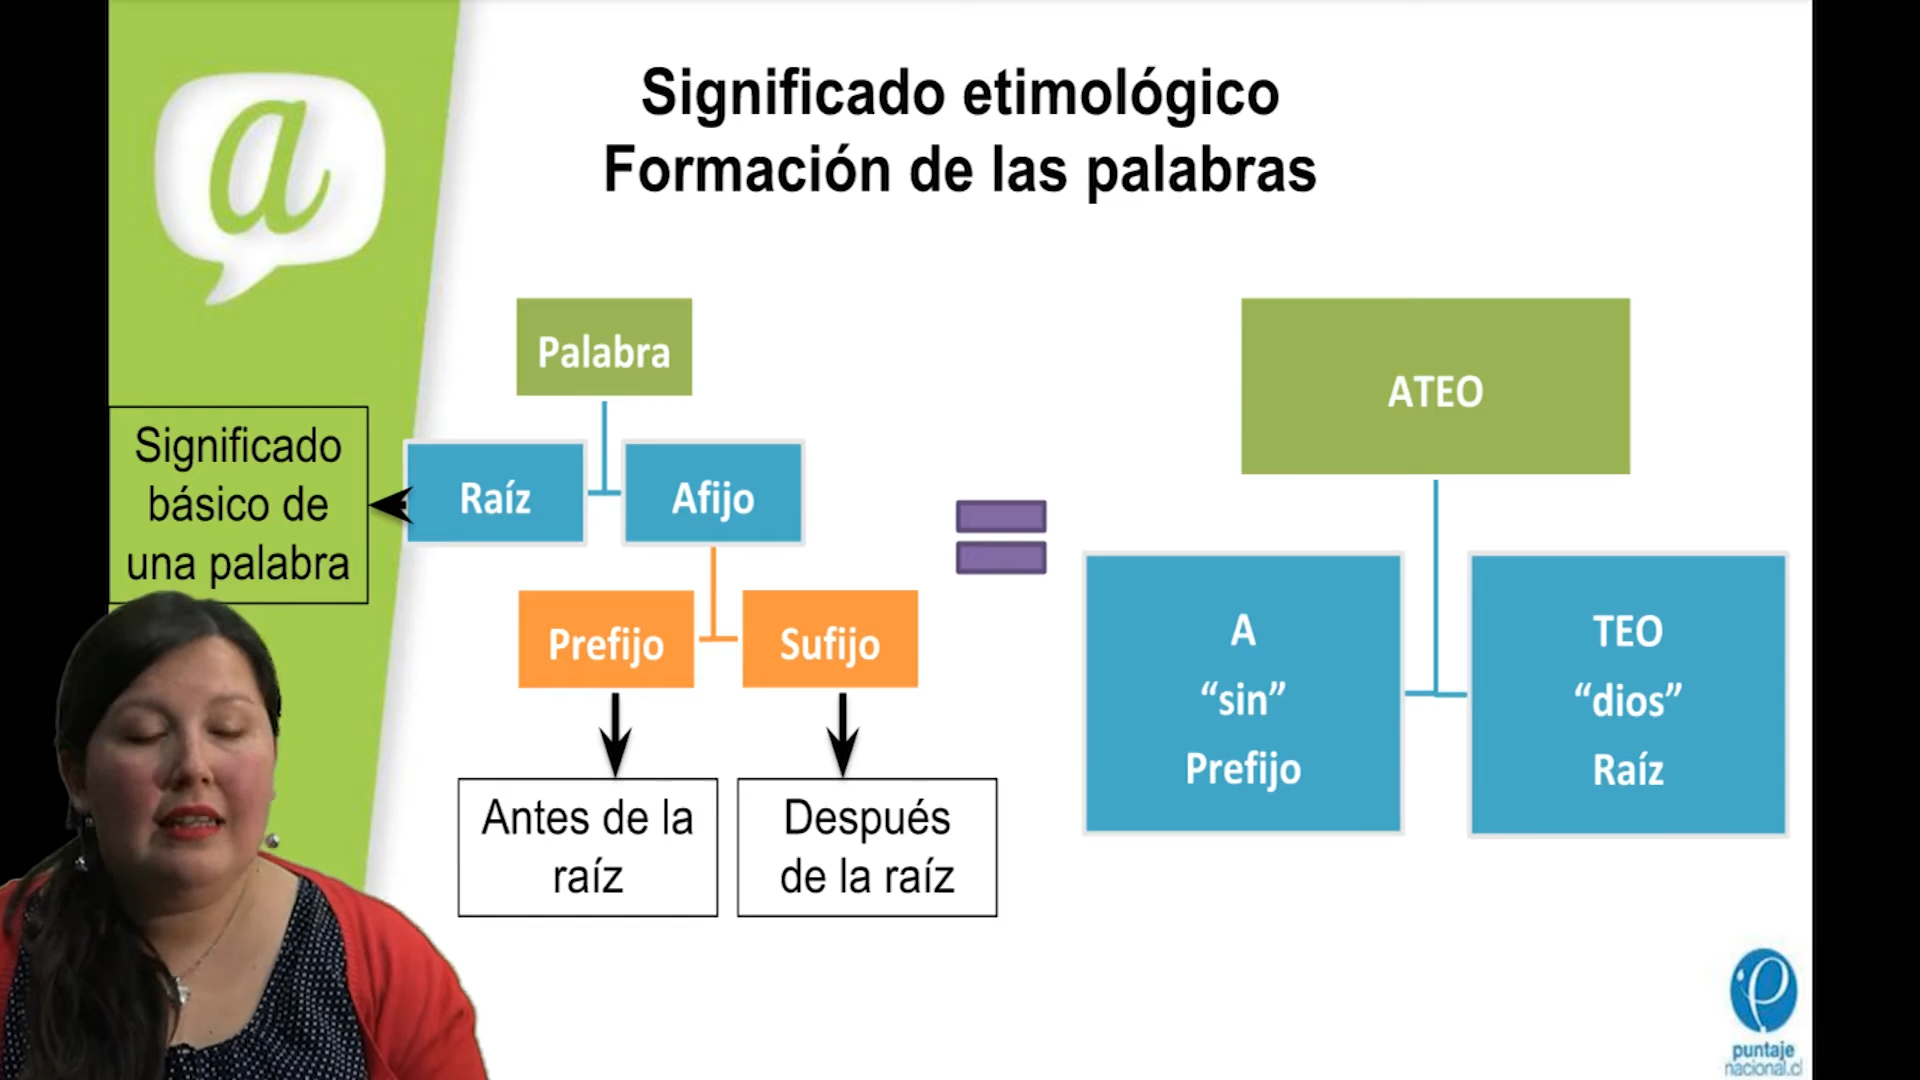 a
Significado etimológico
Formación de las palabras
Palabra
Raíz
Afijo
Significado
básico de
una palabra
Prefijo
Sufijo
Antes de la
raíz
Después
de la raíz
ATEO
A
“sin”
Prefijo
TEO
“dios”
Raíz
puntaje
nacional.cl